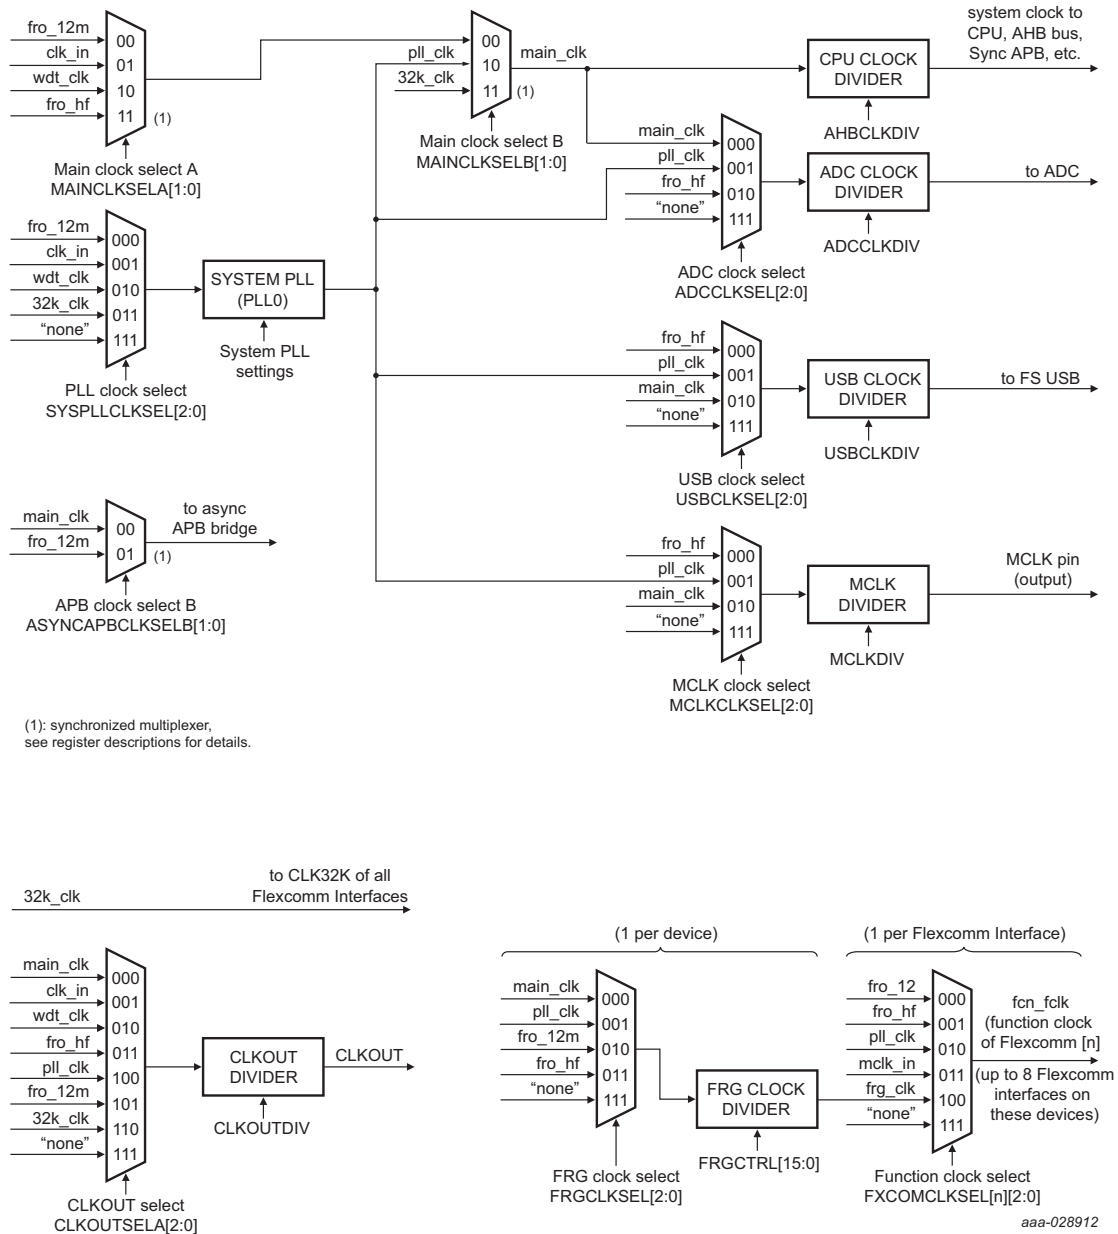 fro_12m
clk_in
wdt_clk
fro_hf
00
01
10
11
(1)
Main clock select A
MAINCLKSELA[1:0]
pll_clk
32k_clk
00
10
11
(1)
main_clk
Main clock select B
MAINCLKSELB[1:0]
CPU CLOCK
DIVIDER
AHBCLKDIV
system clock to
CPU, AHB bus,
Sync APB, etc.
main_clk
pll_clk
fro_hf
“none”
000
001
010
111
ADC clock select
ADCCLKSEL[2:0]
ADC CLOCK
DIVIDER
ADCCLKDIV
to ADC
fro_12m
clk_in
wdt_clk
32k_clk
“none”
000
001
010
011
111
PLL clock select
SYSPLLCLKSEL[2:0]
SYSTEM PLL
(PLL0)
System PLL
settings
fro_hf
pll_clk
main_clk
“none”
000
001
010
111
USB clock select
USBCLKSEL[2:0]
USB CLOCK
DIVIDER
USBCLKDIV
to FS USB
main_clk
fro_12m
00
01
(1)
to async
APB bridge
APB clock select B
ASYNCAPBCLKSELB[1:0]
fro_hf
pll_clk
main_clk
“none”
000
001
010
111
MCLK clock select
MCLKCLKSEL[2:0]
MCLK
DIVIDER
MCLKDIV
MCLK pin
(output)
(1): synchronized multiplexer,
see register descriptions for details.
32k_clk
to CLK32K of all
Flexcomm Interfaces
main_clk
clk_in
wdt_clk
fro_hf
pll_clk
fro_12m
32k_clk
“none”
000
001
010
011
100
101
110
111
CLKOUT select
CLKOUTSELA[2:0]
CLKOUT
DIVIDER
CLKOUTDIV
CLKOUT
(1 per device)
main_clk
pll_clk
fro_12m
fro_hf
“none”
000
001
010
011
111
FRG clock select
FRGCLKSEL[2:0]
FRG CLOCK
DIVIDER
FRGCTRL[15:0]
(1 per Flexcomm Interface)
fro_12
fro_hf
pll_clk
mclk_in
frg_clk
“none”
000
001
010
011
100
111
Function clock select
FXCOMCLKSEL[n][2:0]
fcn_fclk
(function clock
of Flexcomm [n]
(up to 8 Flexcomm
interfaces on
these devices)
aaa-028912